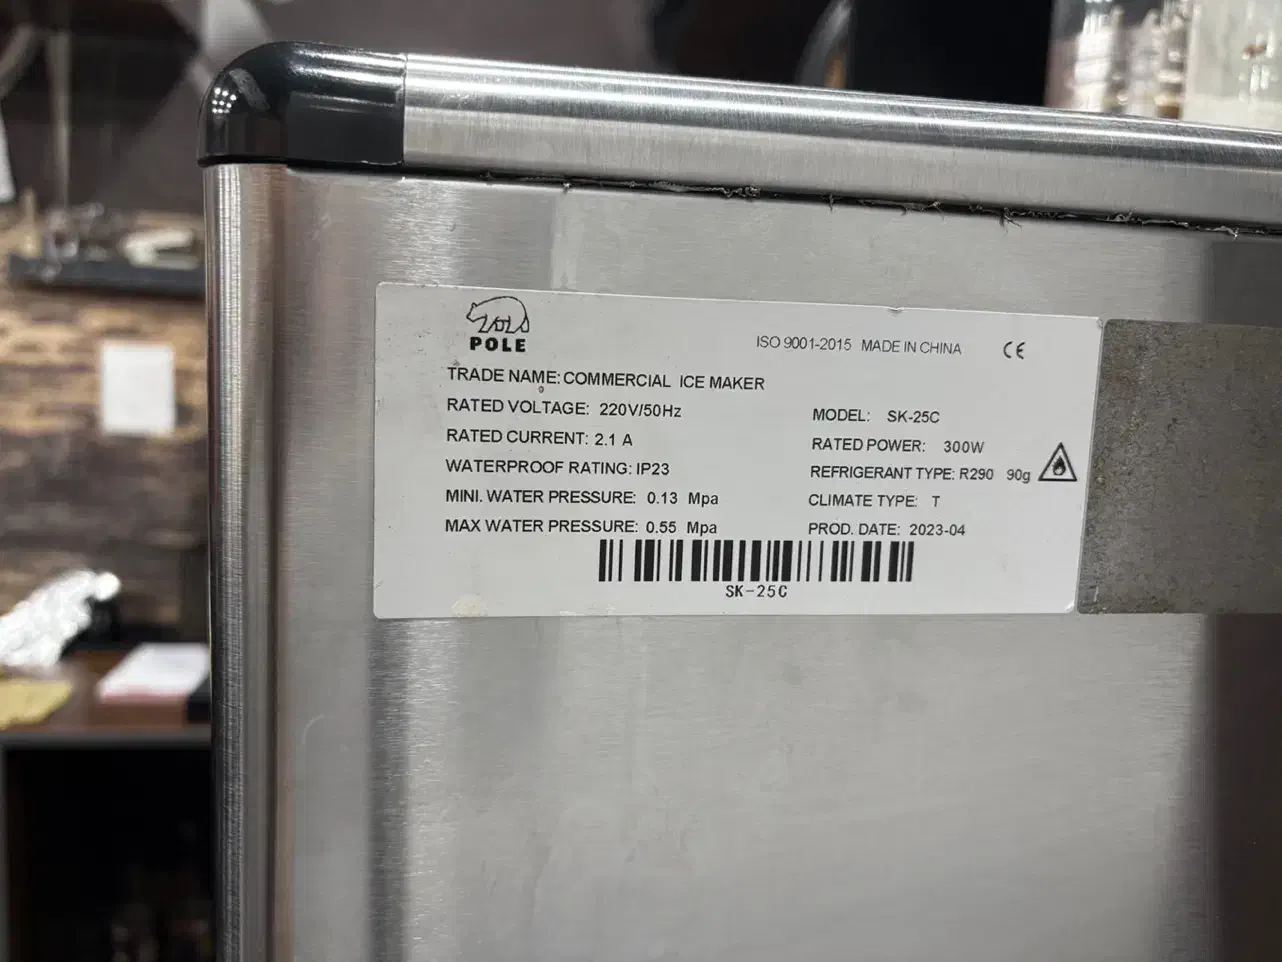 POLE
ISO 9001-2015 MADE IN CHINA CE
TRADE NAME: COMMERCIAL ICE MAKER
RATED VOLTAGE: 220V/50Hz
MODEL: SK-25C
RATED CURRENT: 2.1 A
RATED POWER: 300W
WATERPROOF RATING: IP23
REFRIGERANT TYPE: R290 90g
MINI. WATER PRESSURE: 0.13 Mpa
CLIMATE TYPE: T
MAX WATER PRESSURE: 0.55 Mpa
PROD. DATE: 2023-04
SK-25C